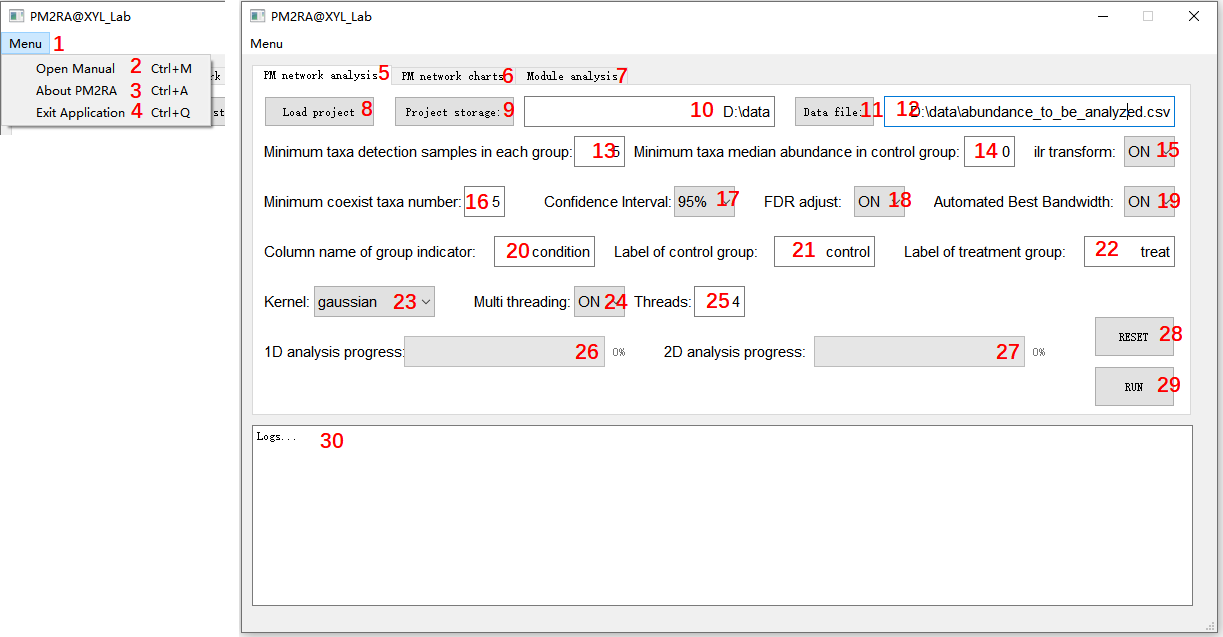 PM2RA@XYL_Lab
Menu 1
Open Manual 2 Ctrl+M
About PM2RA 3 Ctrl+A
Exit Application 4 Ctrl+Q
rk
st
PM2RA@XYL_Lab
Menu
PM network analysis 5 PM network charts 6 Module analysis 7
Load project 8 Project storage: 9 10 D:\data Data file: 11 12 D:\data\abundance_to_be_analyzed.csv
Minimum taxa detection samples in each group: 13 5 Minimum taxa median abundance in control group: 14 0 ilr transform: ON 15
Minimum coexist taxa number: 16 5 Confidence Interval: 95% 17 FDR adjust: ON 18 Automated Best Bandwidth: ON 19
Column name of group indicator: 20 condition Label of control group: 21 control Label of treatment group: 22 treat
Kernel: gaussian 23 Multi threading: ON 24 Threads: 25 4
1D analysis progress: 26 0% 2D analysis progress: 27 0%
RESET 28
RUN 29
Logs... 30